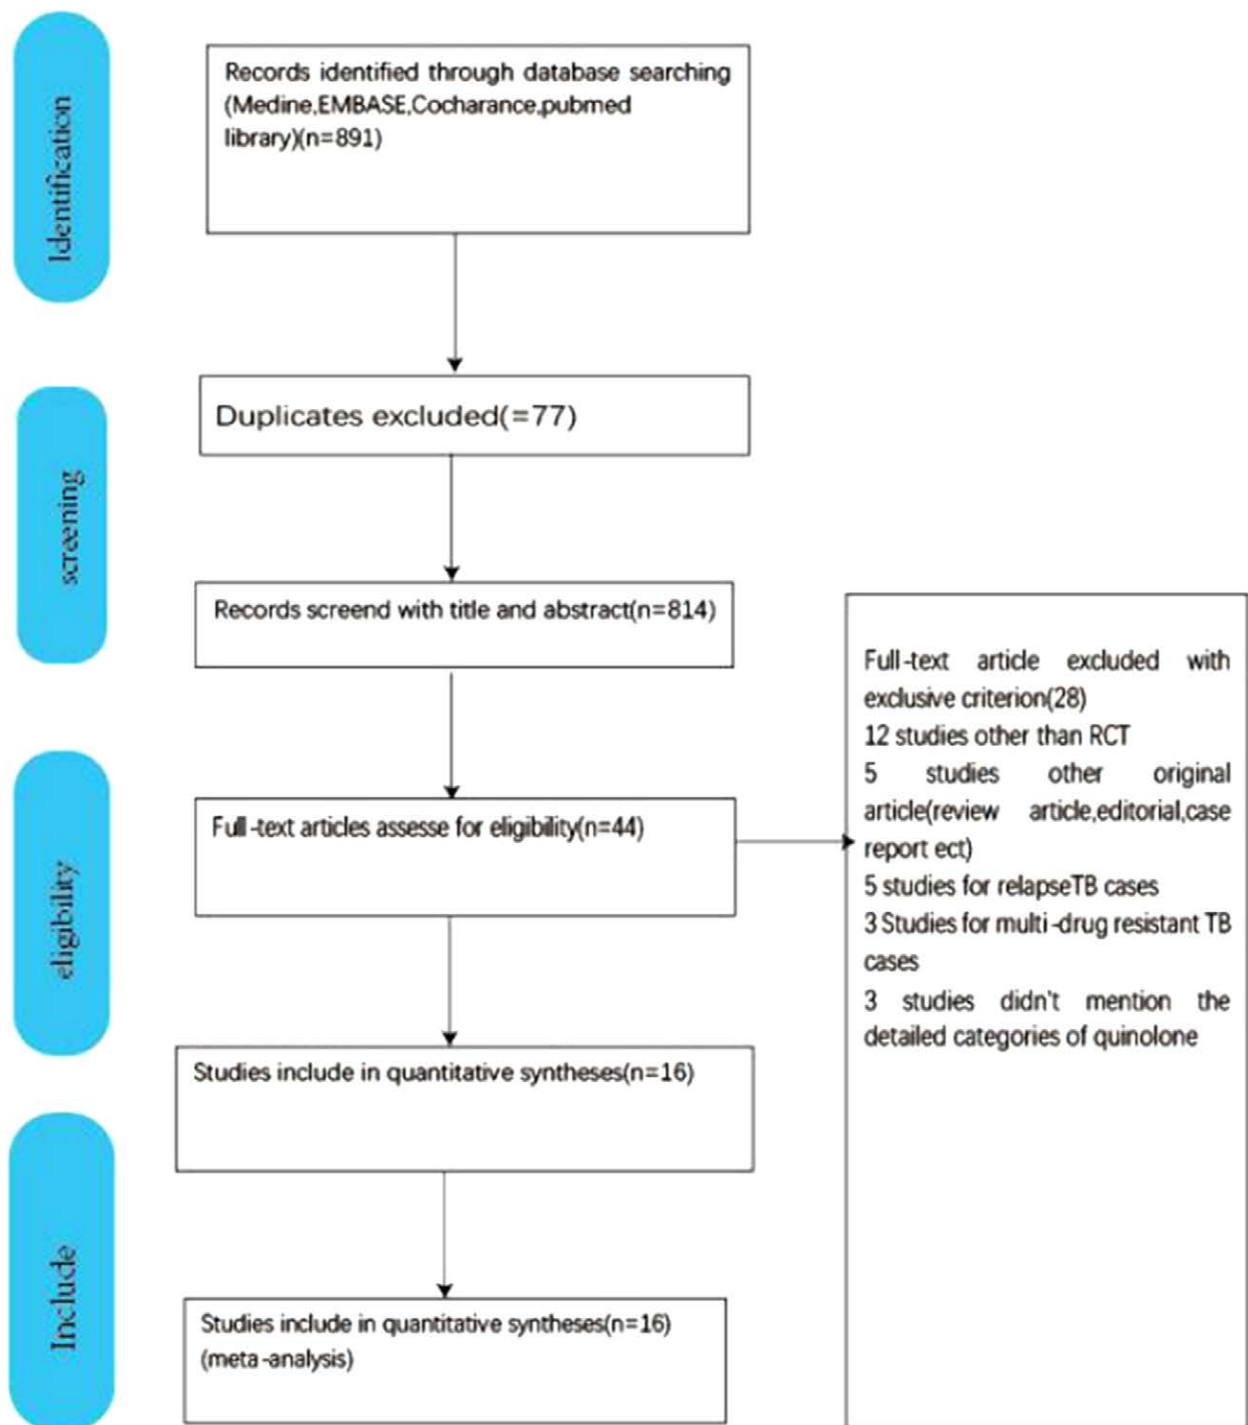 Identification
Records identified through database searching
(Medine,EMBASE,Cocharance,pubmed
library)(n=891)
screening
Duplicates excluded(=77)
Records screend with title and abstract(n=814)
eligibility
Full-text articles assesse for eligibility(n=44)
Full-text article excluded with
exclusive criterion(28)
12 studies other than RCT
5 studies other original
article(review article,editorial,case
report ect)
5 studies for relapseTB cases
3 Studies for multi-drug resistant TB
cases
3 studies didn't mention the
detailed categories of quinolone
Studies include in quantitative syntheses(n=16)
Include
Studies include in quantitative syntheses(n=16)
(meta-analysis)